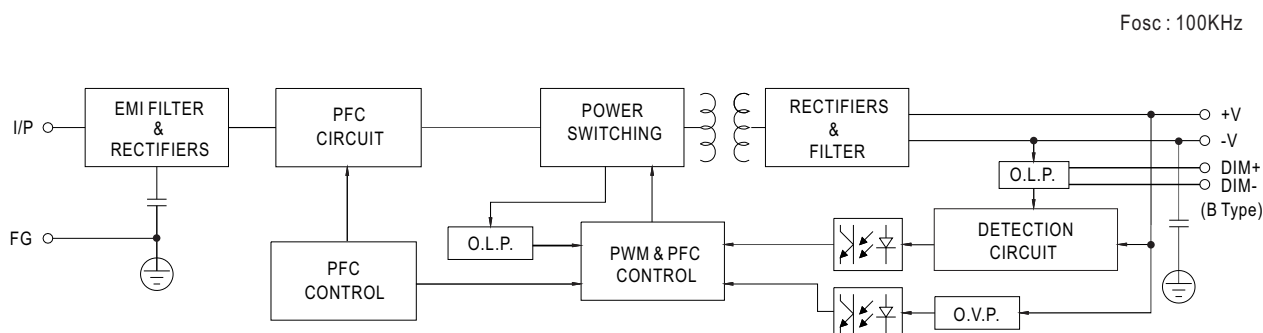 Fosc : 100KHz
EMI FILTER
&
RECTIFIERS
PFC
CIRCUIT
POWER
SWITCHING
RECTIFIERS
&
FILTER
I/P
+V
-V
O.L.P.
DIM+
DIM-
(B Type)
FG
O.L.P.
PFC
CONTROL
PWM & PFC
CONTROL
DETECTION
CIRCUIT
O.V.P.